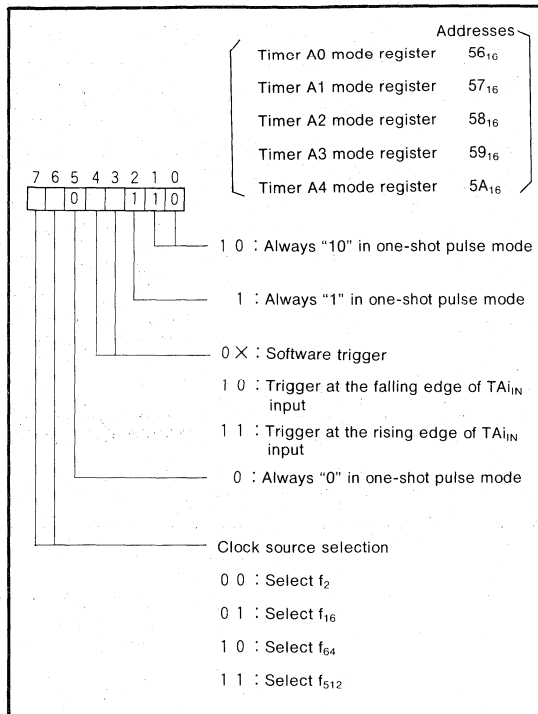 Addresses
Timer A0 mode register 56₁₆
Timer A1 mode register 57₁₆
Timer A2 mode register 58₁₆
Timer A3 mode register 59₁₆
Timer A4 mode register 5A₁₆
7 6 5 4 3 2 1 0
0 1 1 0
1 0 : Always “10” in one-shot pulse mode
1 : Always “1” in one-shot pulse mode
0 X : Software trigger
1 0 : Trigger at the falling edge of TAiIN
input
1 1 : Trigger at the rising edge of TAiIN
input
0 : Always “0” in one-shot pulse mode
Clock source selection
0 0 : Select f₂
0 1 : Select f₁₆
1 0 : Select f₆₄
1 1 : Select f₅₁₂